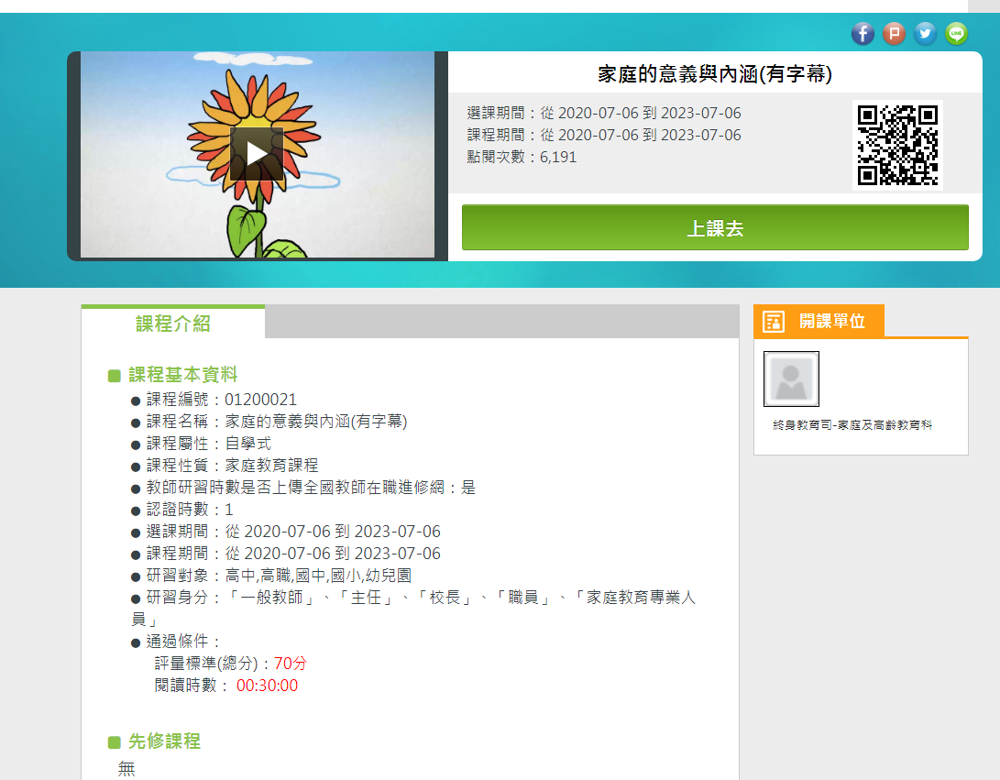 家庭的意義與內涵(有字幕)
選課期間：從 2020-07-06 到 2023-07-06
課程期間：從 2020-07-06 到 2023-07-06
點閱次數：6,191
上課去
課程介紹
課程基本資料
課程編號：01200021
課程名稱：家庭的意義與內涵(有字幕)
課程屬性：自學式
課程性質：家庭教育課程
教師研習時數是否上傳全國教師在職進修網：是
認證時數：1
選課期間：從 2020-07-06 到 2023-07-06
課程期間：從 2020-07-06 到 2023-07-06
研習對象：高中,高職,國中,國小,幼兒園
研習身分：「一般教師」、「主任」、「校長」、「職員」、「家庭教育專業人
員」
通過條件：
評量標準(總分)：70分
閱讀時數： 00:30:00
先修課程
無
開課單位
終身教育司-家庭及高齡教育科